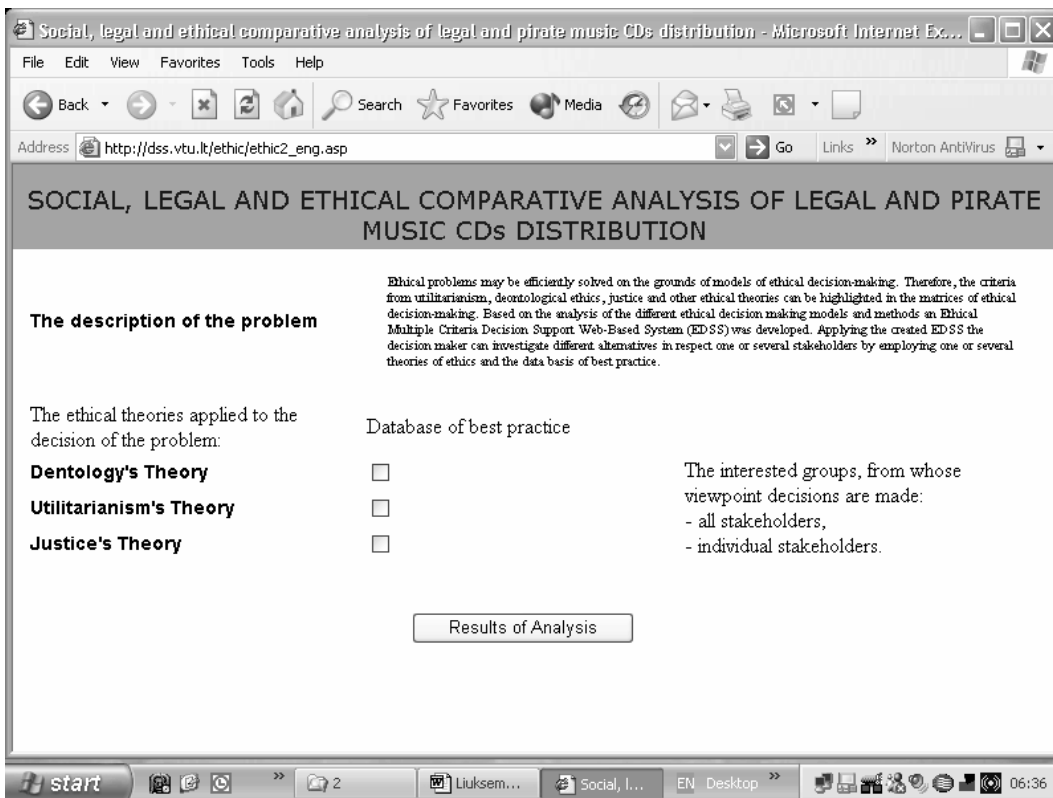 Social, legal and ethical comparative analysis of legal and pirate music CDs distribution - Microsoft Internet Ex...
File Edit View Favorites Tools Help
Back Search Favorites Media
Address http://dss.vtu.lt/ethic/ethic2_eng.asp Go Links » Norton AntiVirus
SOCIAL, LEGAL AND ETHICAL COMPARATIVE ANALYSIS OF LEGAL AND PIRATE
MUSIC CDs DISTRIBUTION
The description of the problem
Ethical problems may be efficiently solved on the grounds of models of ethical decision-making. Therefore, the criteria
from utilitarianism, deontological ethics, justice and other ethical theories can be highlighted in the matrices of ethical
decision-making. Based on the analysis of the different ethical decision making models and methods an Ethical
Multiple Criteria Decision Support Web-Based System (EDSS) was developed. Applying the created EDSS the
decision maker can investigate different alternatives in respect one or several stakeholders by employing one or several
theories of ethics and the data basis of best practice.
The ethical theories applied to the
decision of the problem:
Database of best practice
Dentology's Theory
Utilitarianism's Theory
Justice's Theory
The interested groups, from whose
viewpoint decisions are made:
- all stakeholders,
- individual stakeholders.
Results of Analysis
start » 2 Liuksem... Social, l... EN Desktop » 06:36